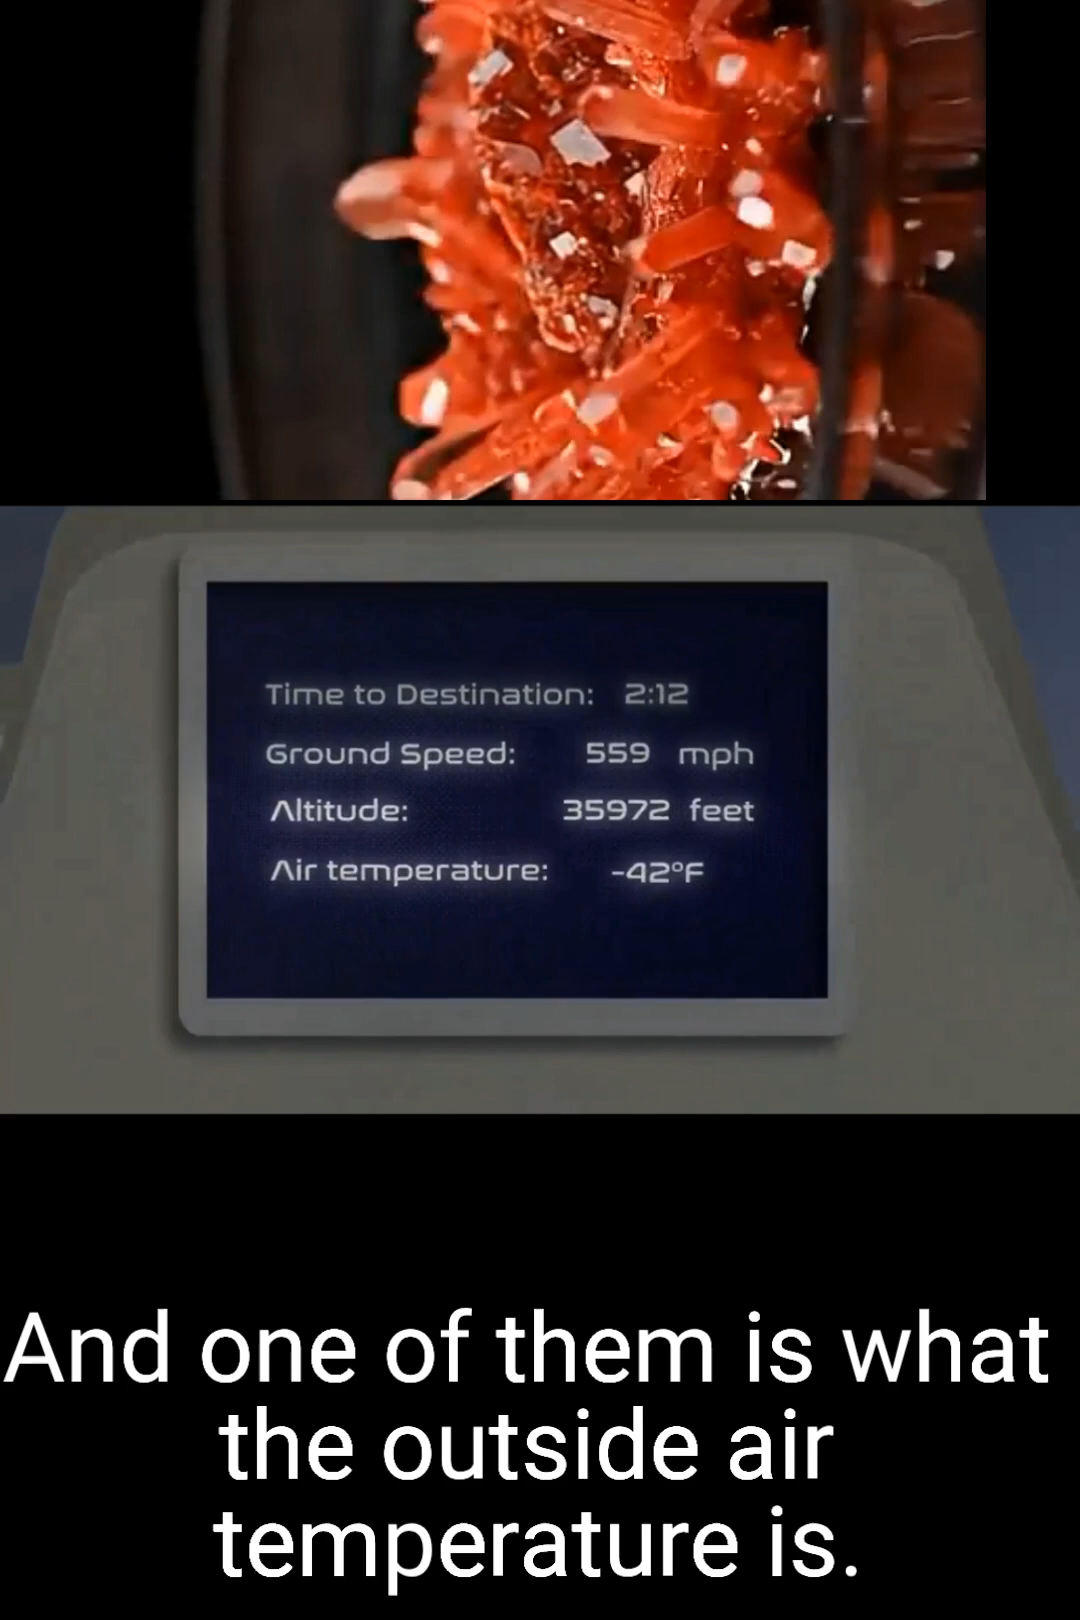 Time to Destination: 2:12
Ground Speed: 559 mph
Altitude: 35972 feet
Air temperature: -42°F
And one of them is what
the outside air
temperature is.